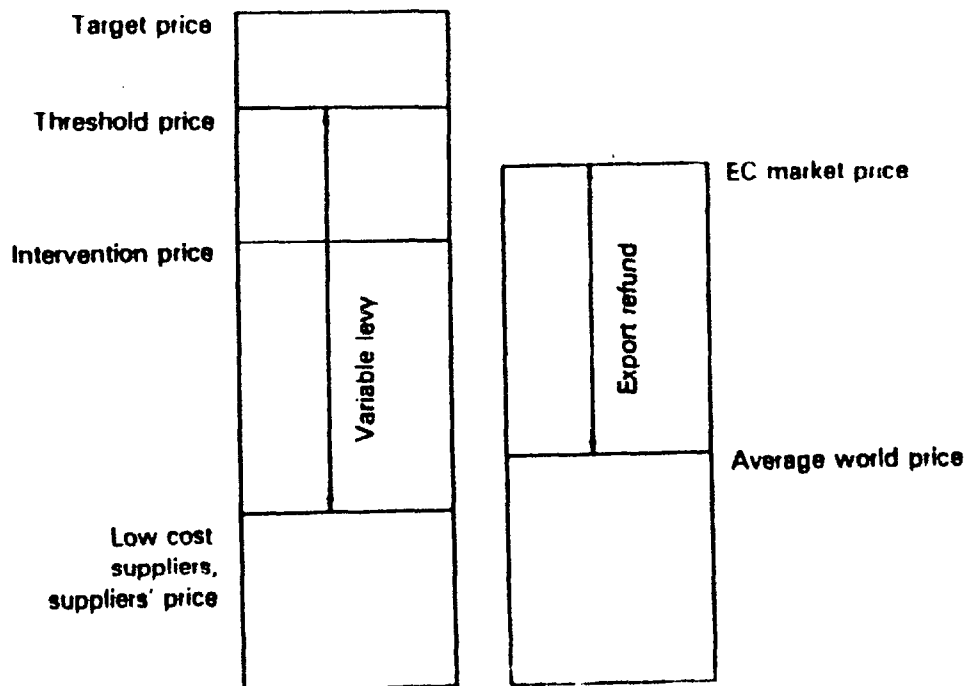 Target price
Threshold price
Intervention price
Variable levy
Low cost
suppliers,
suppliers' price
EC market price
Export refund
Average world price